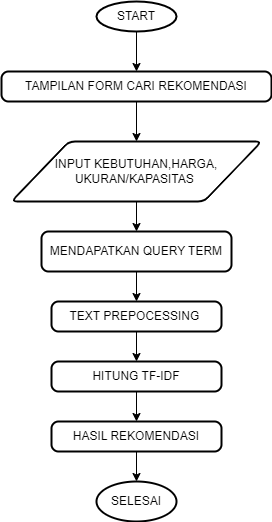 START
TAMPILAN FORM CARI REKOMENDASI
INPUT KEBUTUHAN,HARGA,
UKURAN/KAPASITAS
MENDAPATKAN QUERY TERM
TEXT PREPOCESSING
HITUNG TF-IDF
HASIL REKOMENDASI
SELESAI